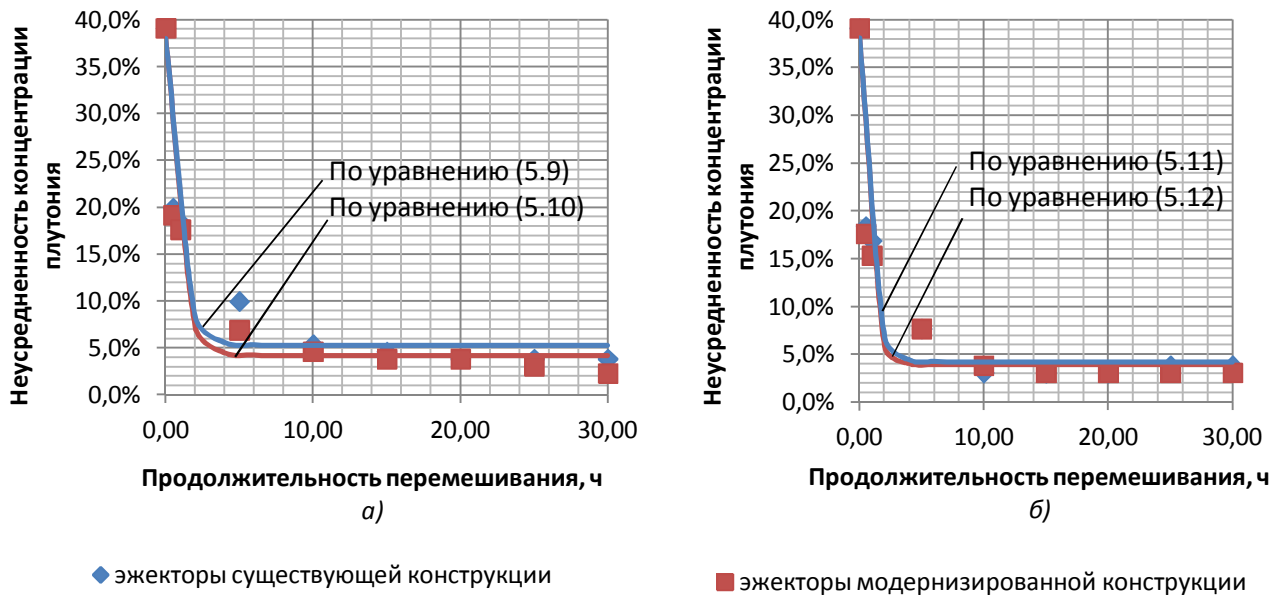 Неусредненность концентрации
плутония
40,0%
35,0%
30,0%
25,0%
20,0%
15,0%
10,0%
5,0%
0,0%
По уравнению (5.9)
По уравнению (5.10)
0,00 10,00 20,00 30,00
Продолжительность перемешивания, ч
а)
Неусредненность концентрации
плутония
40,0%
35,0%
30,0%
25,0%
20,0%
15,0%
10,0%
5,0%
0,0%
По уравнению (5.11)
По уравнению (5.12)
0,00 10,00 20,00 30,00
Продолжительность перемешивания, ч
б)
эжекторы существующей конструкции
эжекторы модернизированной конструкции